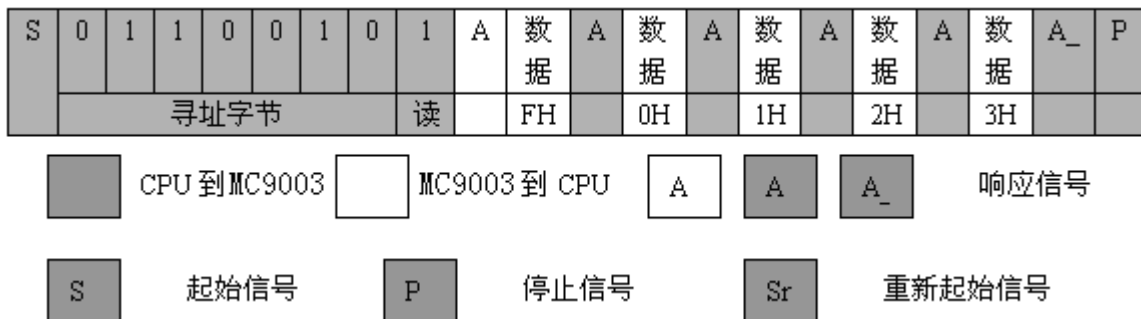 S 0 1 1 0 0 1 0 1 A 数据 A 数据 A 数据 A 数据 A 数据 A_ P
寻址字节 读 FH 0H 1H 2H 3H
CPU 到 MC9003 MC9003 到 CPU A A A_ 响应信号
S 起始信号 P 停止信号 Sr 重新起始信号